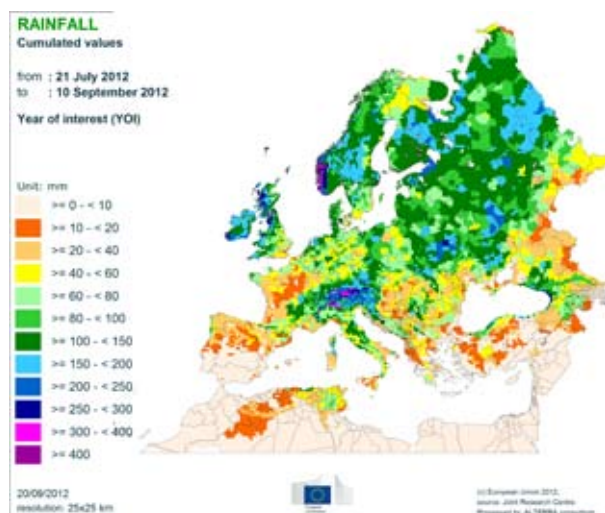 RAINFALL
Cumulated values
from : 21 July 2012
to : 10 September 2012
Year of interest (YOI)
Unit: mm
>= 0 - < 10
>= 10 - < 20
>= 20 - < 40
>= 40 - < 60
>= 60 - < 80
>= 80 - < 100
>= 100 - < 150
>= 150 - < 200
>= 200 - < 250
>= 250 - < 300
>= 300 - < 400
>= 400
20/09/2012
resolution: 25x25 km
(c) European Union 2012,
source: Joint Research Centre